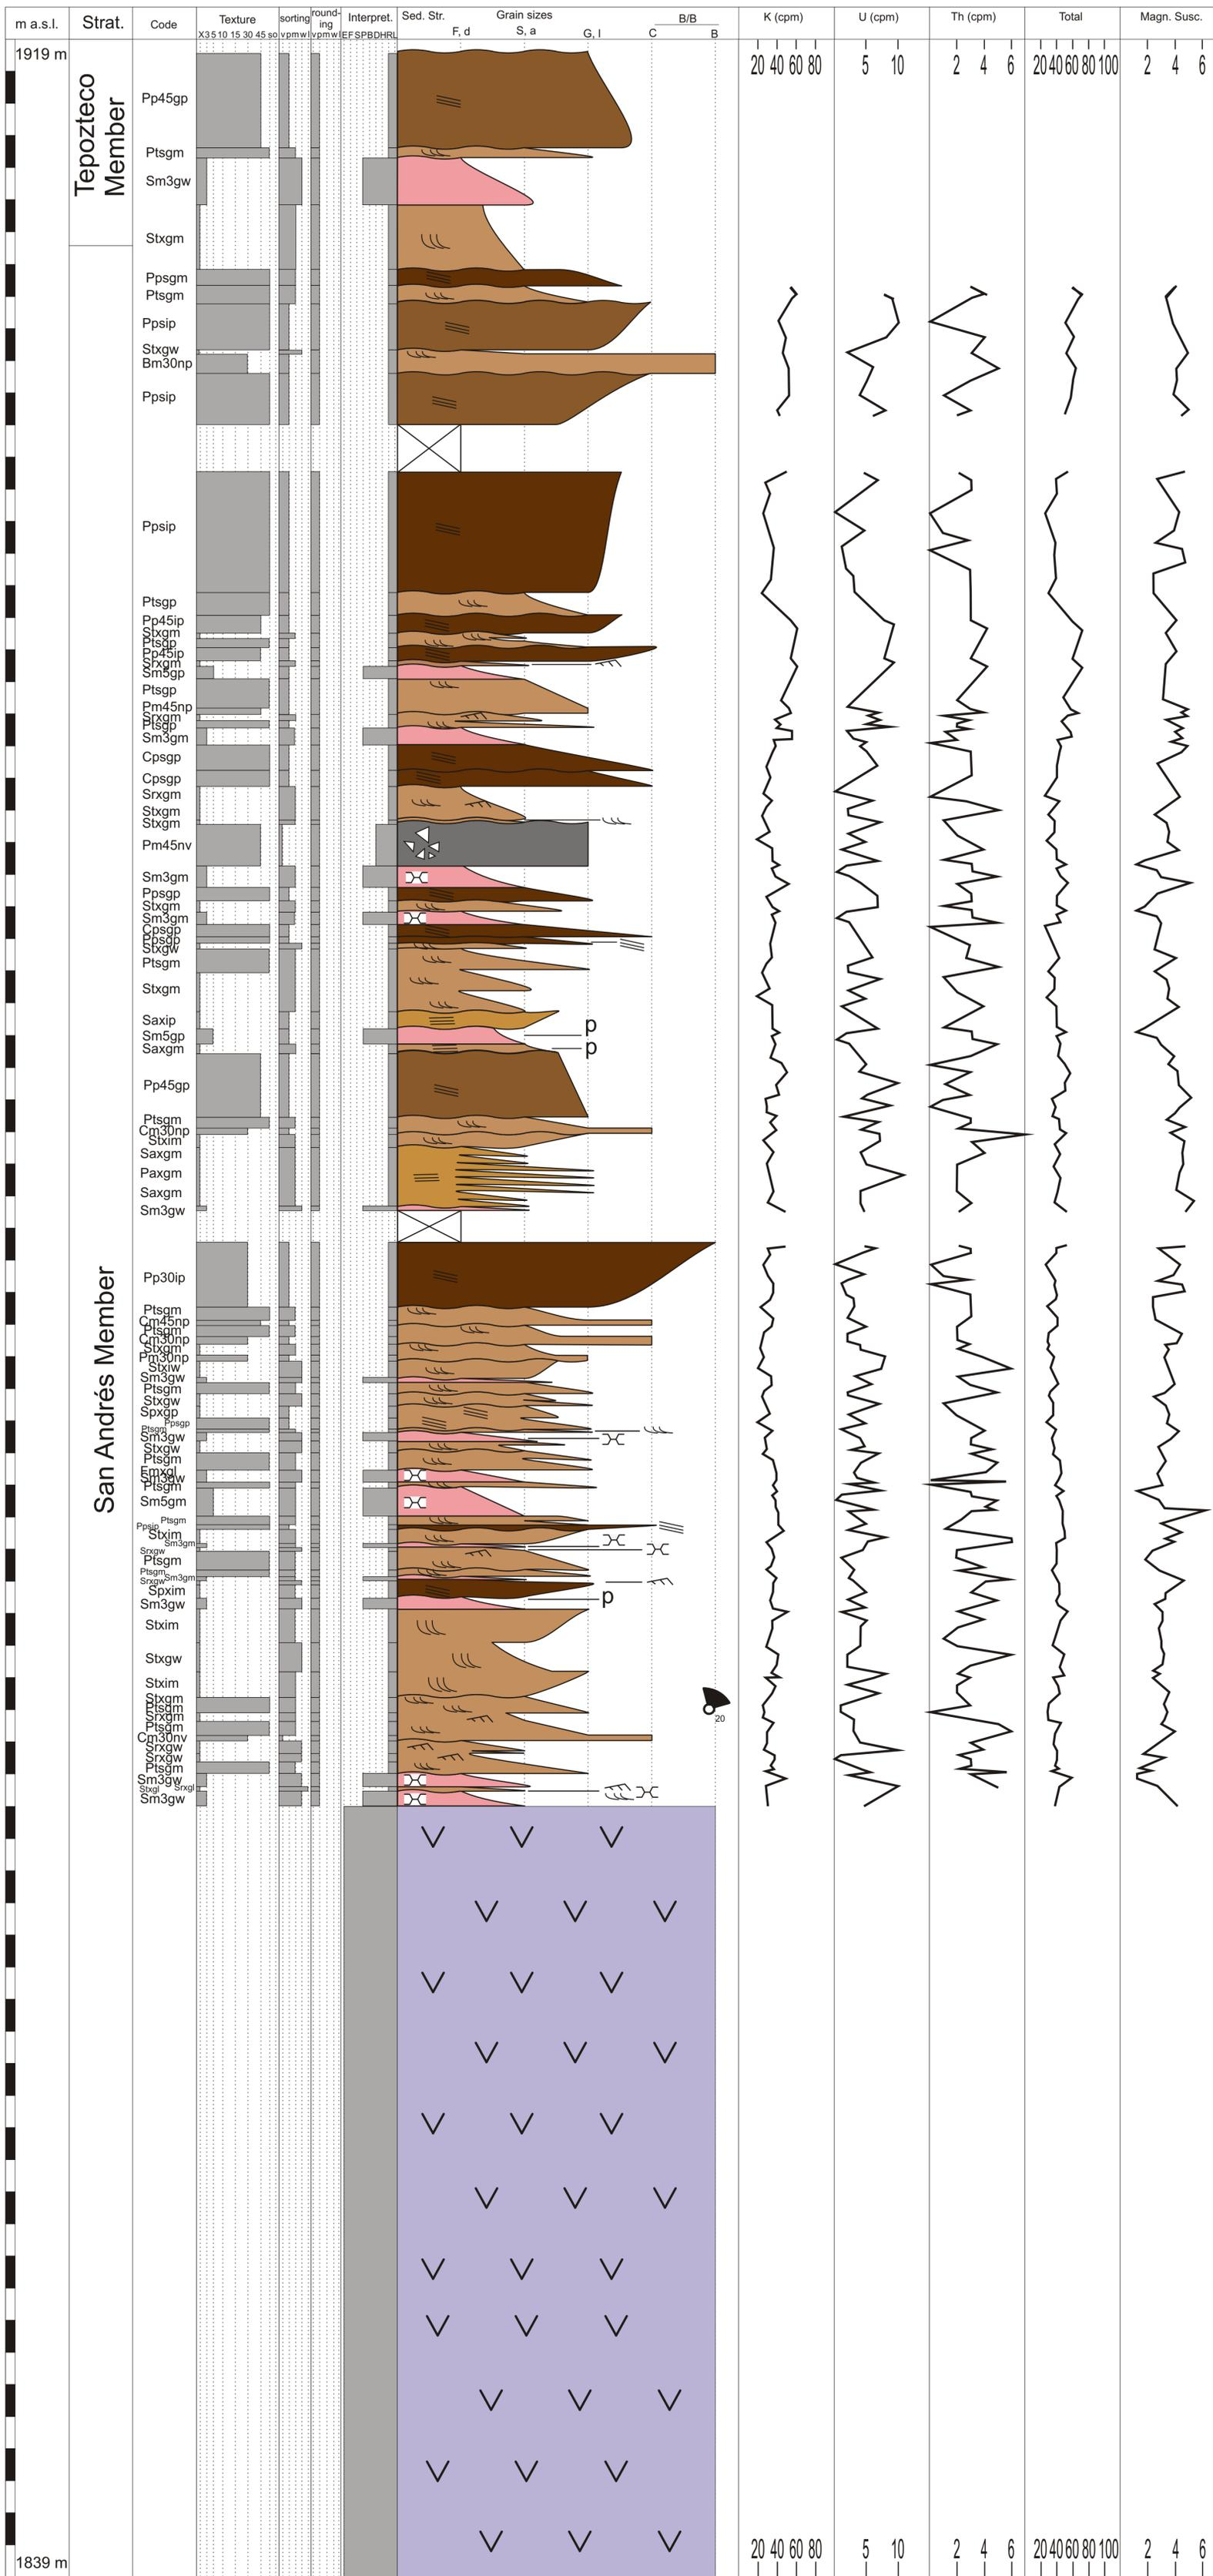 m a.s.l.
Strat.
Code
Texture
sorting
round-
ing
Interpret.
Sed. Str.
Grain sizes
B/B
K (cpm)
U (cpm)
Th (cpm)
Total
Magn. Susc.
X 3 5 10 15 30 45 so
v p m w l
v p m w l
E F S P B D H R L
F, d
S, a
G, l
C
B
1919 m
20 40 60 80
5 10
2 4 6
20 40 60 80 100
2 4 6
Tepozteco
Member
Pp45gp
Ptsgm
Sm3gw
Stxgm
Ppsgm
Ptsgm
Ppsip
Stxgw
Bm30np
Ppsip
Ppsip
Ptsgp
Pp45ip
Stxgm
Ptsgp
Pp45ip
Srxgm
Sm5gp
Ptsgp
Pm45np
Srxgm
Ptsgp
Sm3gm
Cpsgp
Cpsgp
Srxgm
Stxgm
Stxgm
Pm45nv
Sm3gm
Ppsgp
Stxgm
Sm3gm
Cpsgp
Ppsgp
Stxgw
Ptsgm
Stxgm
Saxip
p
Sm5gp
Saxgm
p
Pp45gp
Ptsgm
Cm30np
Stxim
Saxgm
Paxgm
Saxgm
Sm3gw
San Andrés Member
Pp30ip
Ptsgm
Cm45np
Ptsgm
Cm30np
Stxgm
Pm30np
Stxiw
Sm3gw
Ptsgm
Stxgw
Spxgp
Ppsgp
Ptsgm
Sm3gw
Stxgw
Ptsgm
Fmxgl
Sm3gw
Ptsgm
Sm5gm
Ptsgm
Ppsip
Stxim
Sm3gm
Srxgw
Ptsgm
Ptsgm
Sm3gm
Srxgw
Spxim
Sm3gw
p
Stxim
Stxgw
Stxim
Stxgm
Ptsgm
Srxgm
20
Ptsgm
Cm30nv
Srxgw
Srxgw
Ptsgm
Sm3gw
Srxgl
Stxgl
Sm3gw
20 40 60 80
5 10
2 4 6
20 40 60 80 100
2 4 6
1839 m